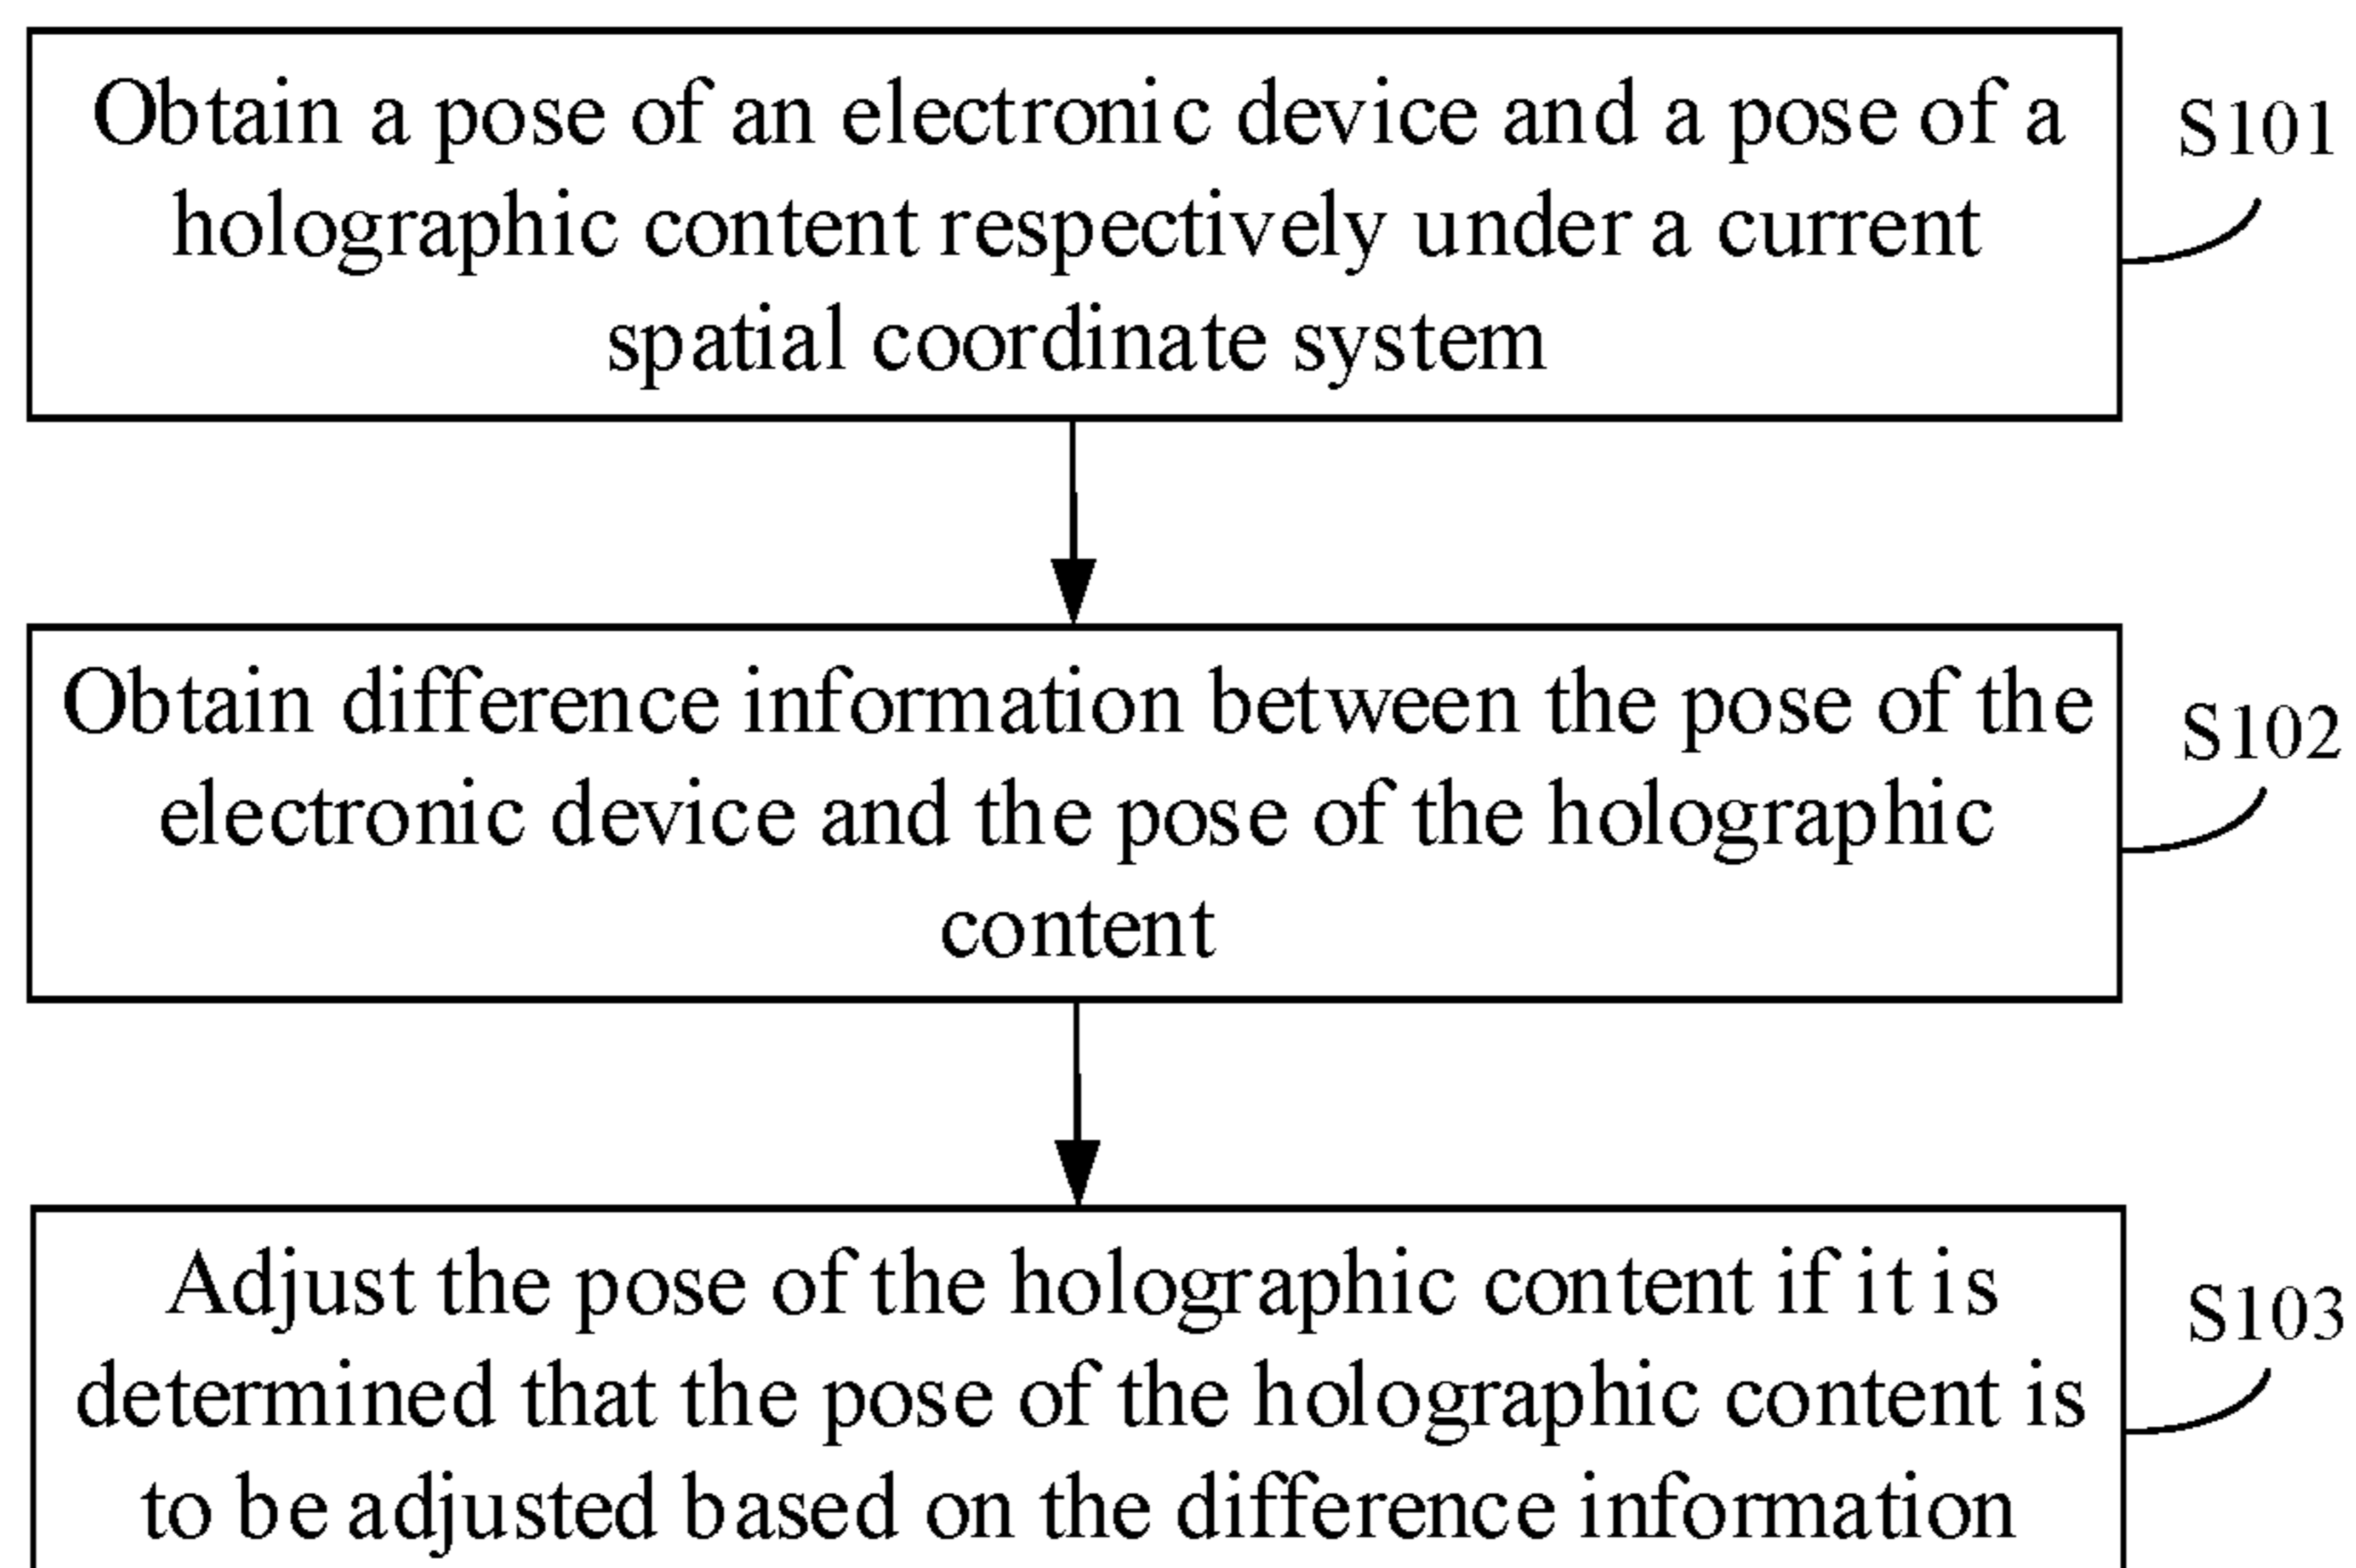 Obtain a pose of an electronic device and a pose of a
holographic content respectively under a current
spatial coordinate system
S101
Obtain difference information between the pose of the
electronic device and the pose of the holographic
content
S102
Adjust the pose of the holographic content if it is
determined that the pose of the holographic content is
to be adjusted based on the difference information
S103